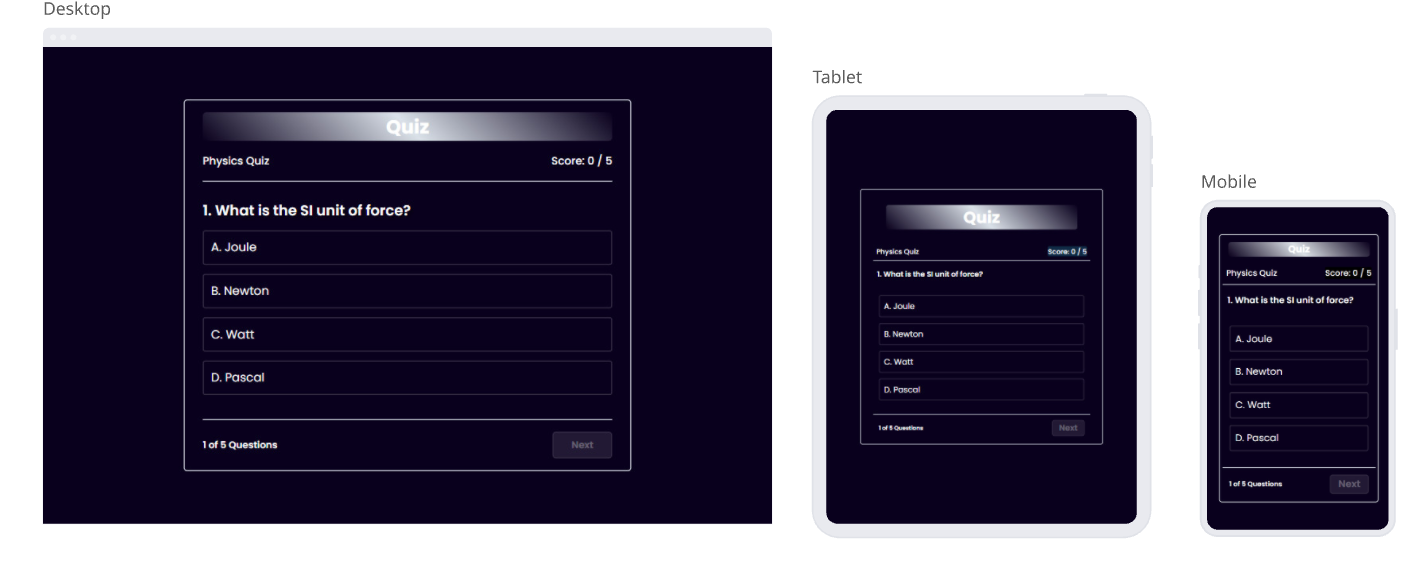 Desktop
Quiz
Physics Quiz
Score: 0 / 5
1. What is the SI unit of force?
A. Joule
B. Newton
C. Watt
D. Pascal
1 of 5 Questions
Next
Tablet
Quiz
Physics Quiz
Score: 0 / 5
1. What is the SI unit of force?
A. Joule
B. Newton
C. Watt
D. Pascal
1 of 5 Questions
Next
Mobile
Quiz
Physics Quiz
Score: 0 / 5
1. What is the SI unit of force?
A. Joule
B. Newton
C. Watt
D. Pascal
1 of 5 Questions
Next